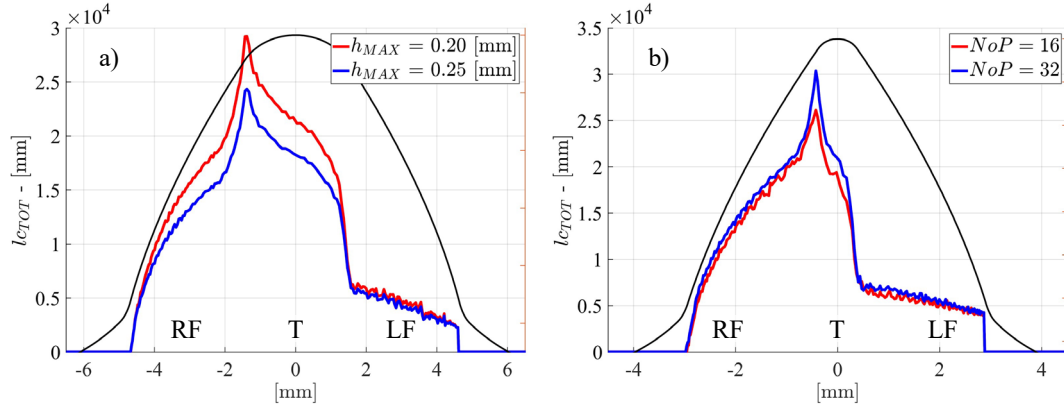 ×10⁴
a)
h_MAX = 0.20 [mm]
h_MAX = 0.25 [mm]
3
2.5
2
1.5
1
0.5
0
lc_TOT - [mm]
RF T LF
-6 -4 -2 0 2 4 6
[mm]
×10⁴
b)
NoP = 16
NoP = 32
3.5
3
2.5
2
1.5
1
0.5
0
lc_TOT - [mm]
RF T LF
-4 -2 0 2 4
[mm]